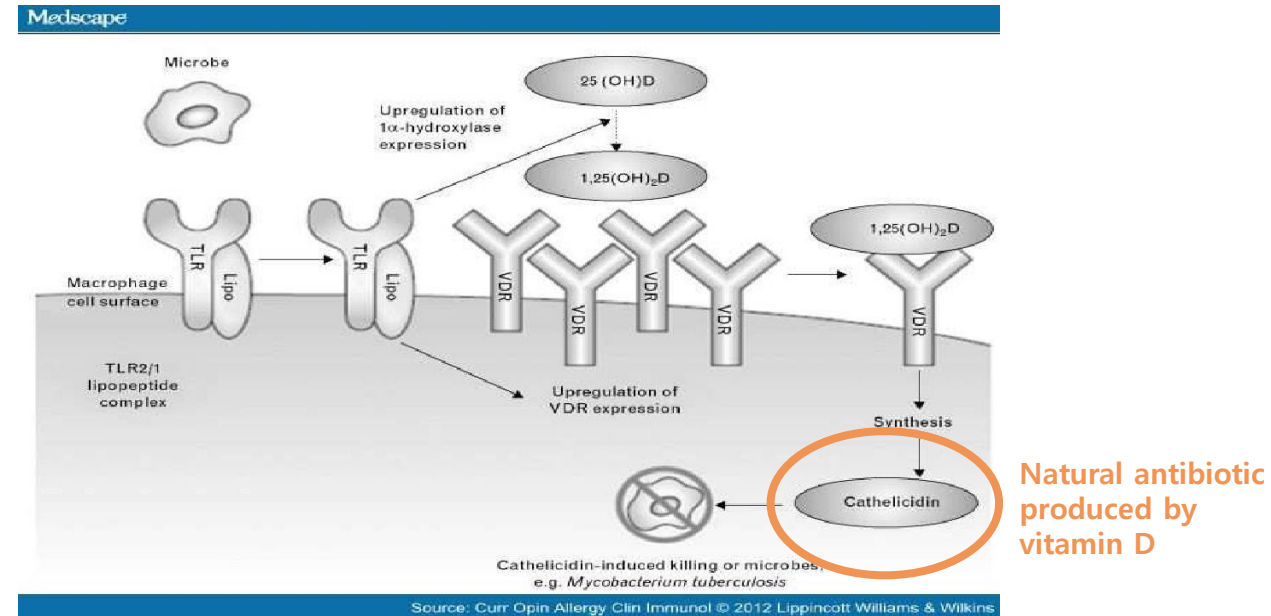 Medscape
Microbe
25 (OH)D
Upregulation of
1α-hydroxylase
expression
1,25(OH)₂D
1,25(OH)₂D
TLR
Lipo
TLR
Lipo
VDR
VDR
VDR
VDR
VDR
Macrophage
cell surface
TLR2/1
lipopeptide
complex
Upregulation of
VDR expression
Synthesis
Cathelicidin
Natural antibiotic
produced by
vitamin D
Cathelicidin-induced killing or microbes,
e.g. Mycobacterium tuberculosis
Source: Curr Opin Allergy Clin Immunol © 2012 Lippincott Williams & Wilkins